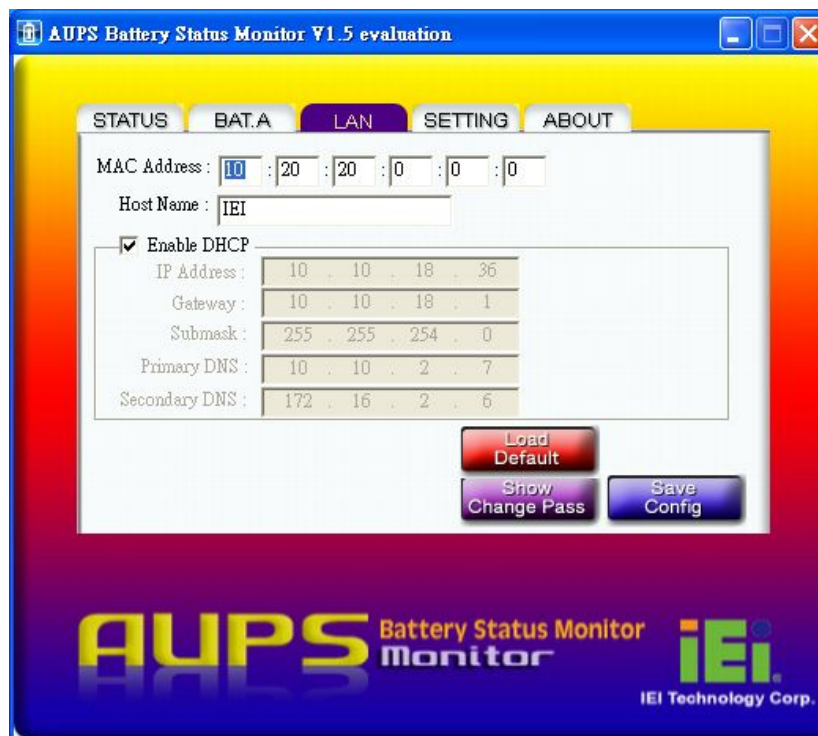 AUPS Battery Status Monitor V1.5 evaluation
STATUS BAT.A LAN SETTING ABOUT
MAC Address : 10 : 20 : 20 : 0 : 0 : 0
Host Name : IEI
Enable DHCP
IP Address : 10 . 10 . 18 . 36
Gateway : 10 . 10 . 18 . 1
Submask : 255 . 255 . 254 . 0
Primary DNS : 10 . 10 . 2 . 7
Secondary DNS : 172 . 16 . 2 . 6
Load
Default
Show
Change Pass
Save
Config
AUPS
Battery Status Monitor
Monitor
iEi
IEI Technology Corp.